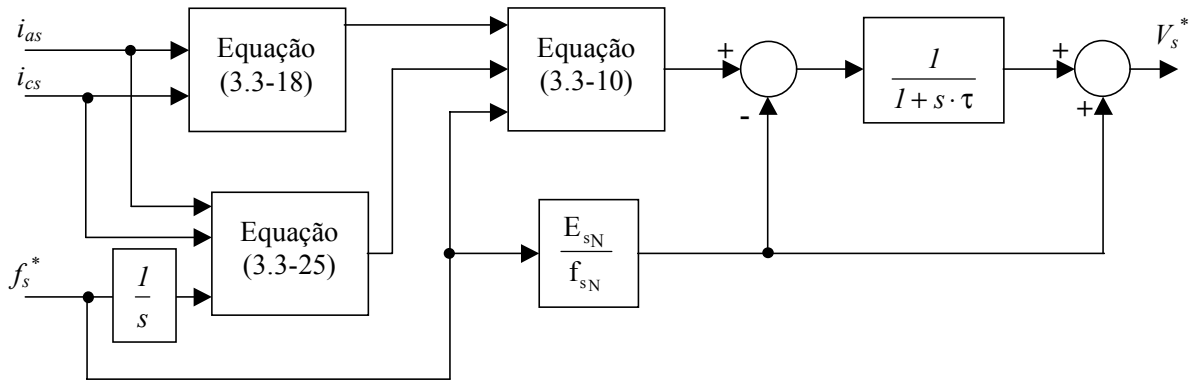 i_as
i_cs
f_s*
Equação
(3.3-18)
Equação
(3.3-10)
Equação
(3.3-25)
1
s
E_sN
f_sN
+
-
1
1 + s · τ
+
+
V_s*